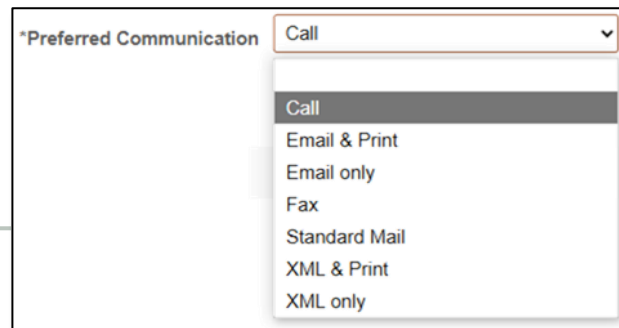 *Preferred Communication Call
Call
Email & Print
Email only
Fax
Standard Mail
XML & Print
XML only